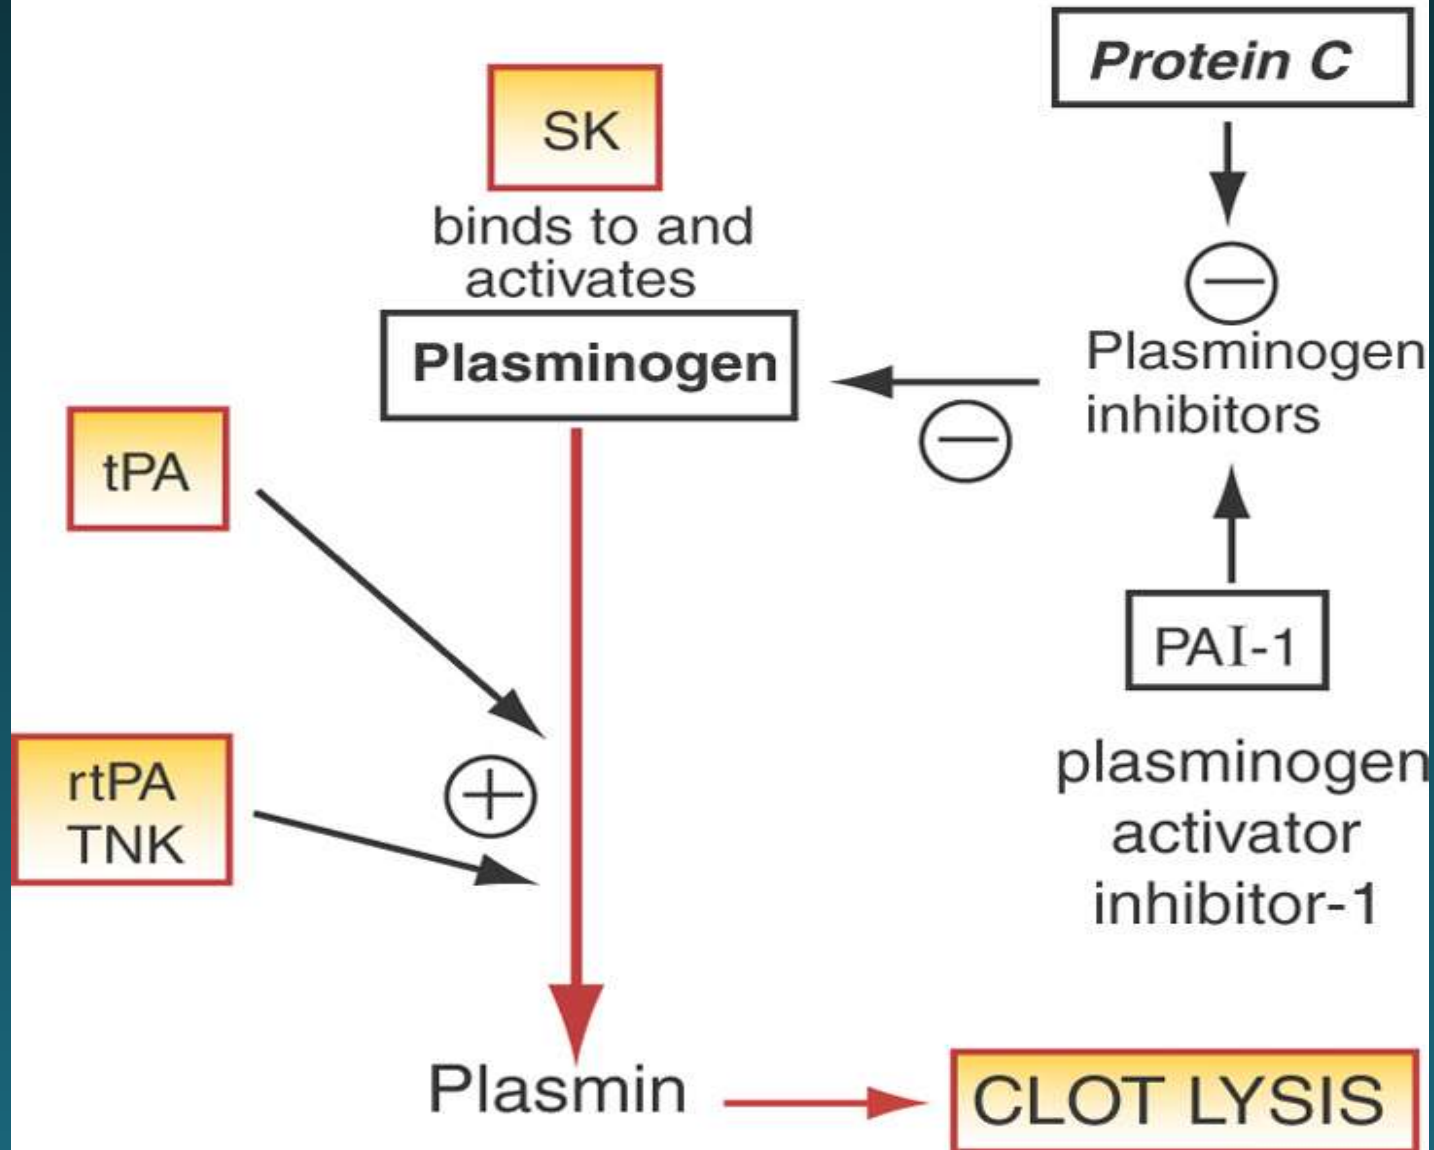 Protein C
SK
binds to and
activates
Plasminogen
Plasminogen
inhibitors
tPA
PAI-1
plasminogen
activator
inhibitor-1
rtPA
TNK
Plasmin
CLOT LYSIS